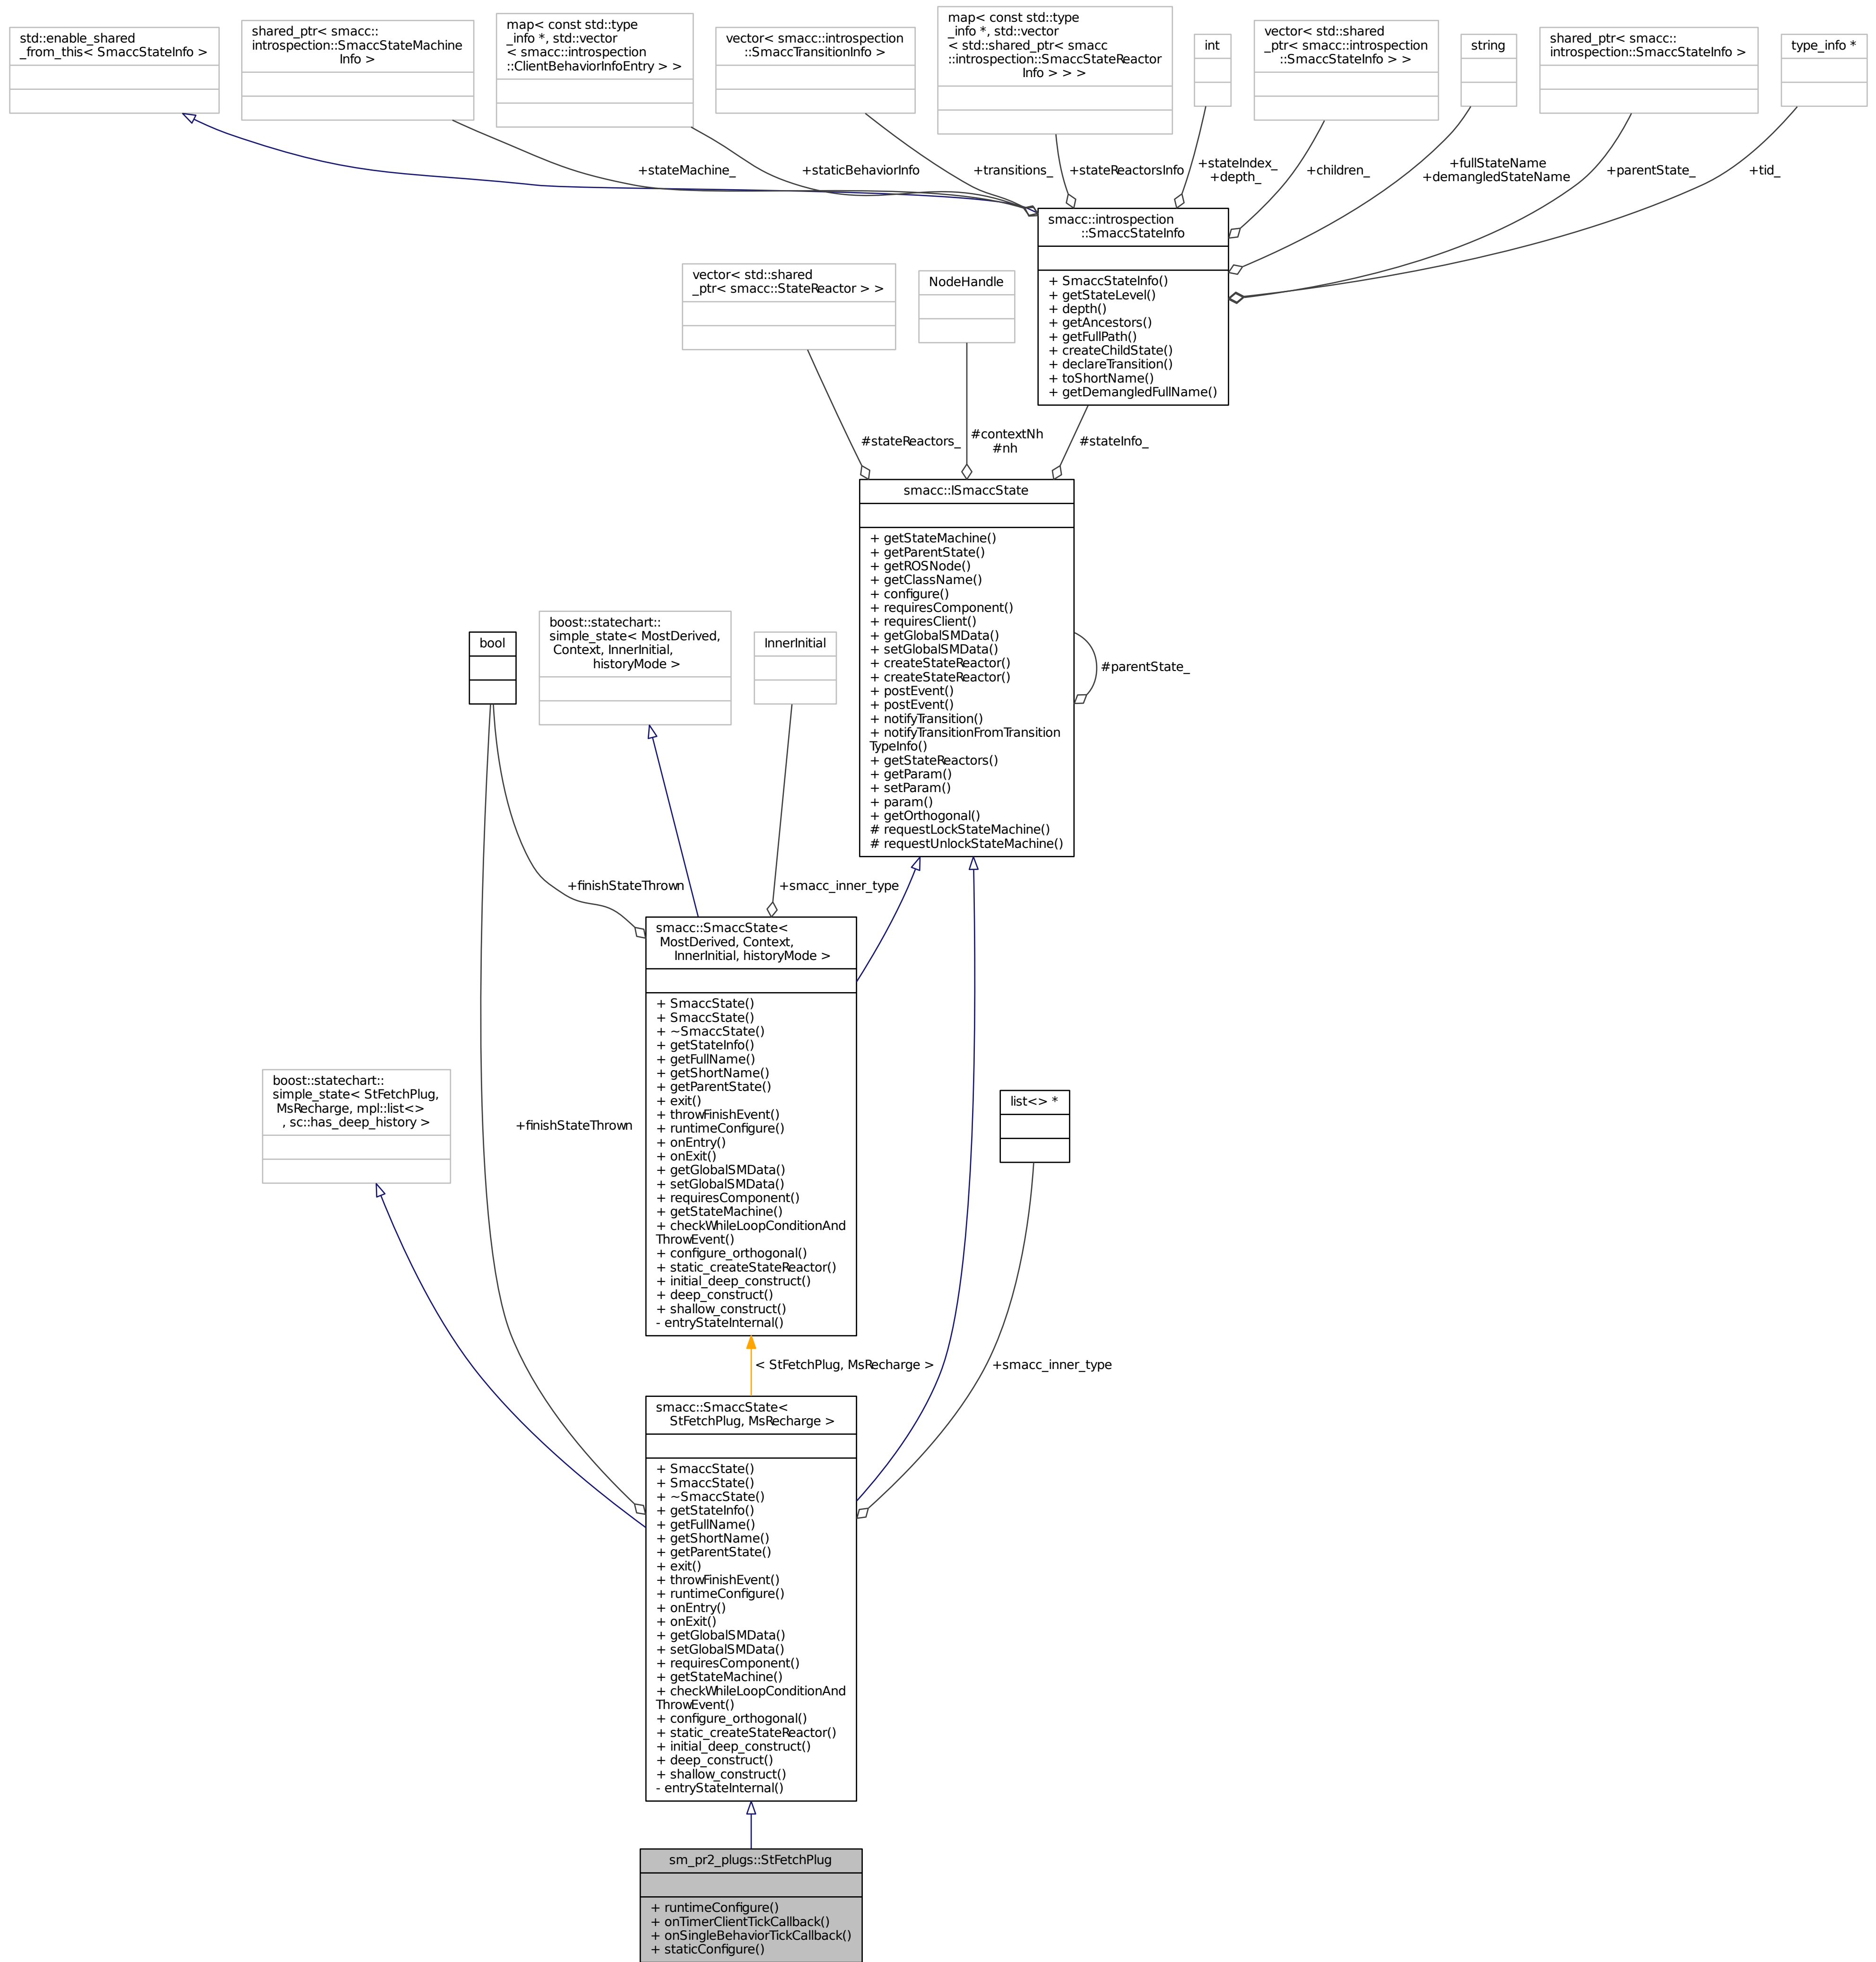 std::enable_shared
_from_this< SmaccStateInfo >
shared_ptr< smacc::
introspection::SmaccStateMachine
Info >
map< const std::type
_info *, std::vector
< smacc::introspection
::ClientBehaviorInfoEntry > >
vector< smacc::introspection
::SmaccTransitionInfo >
map< const std::type
_info *, std::vector
< std::shared_ptr< smacc
::introspection::SmaccStateReactor
Info > > >
int
vector< std::shared
_ptr< smacc::introspection
::SmaccStateInfo > >
string
shared_ptr< smacc::
introspection::SmaccStateInfo >
type_info *
+stateMachine_
+staticBehaviorInfo
+transitions_
+stateReactorsInfo
+stateIndex_
+depth_
+children_
+fullStateName
+demangledStateName
+parentState_
+tid_
smacc::introspection
::SmaccStateInfo
+ SmaccStateInfo()
+ getStateLevel()
+ depth()
+ getAncestors()
+ getFullPath()
+ createChildState()
+ declareTransition()
+ toShortName()
+ getDemangledFullName()
vector< std::shared
_ptr< smacc::StateReactor > >
NodeHandle
#stateReactors_
#contextNh
#nh
#stateInfo_
smacc::ISmaccState
+ getStateMachine()
+ getParentState()
+ getROSNode()
+ getClassName()
+ configure()
+ requiresComponent()
+ requiresClient()
+ getGlobalSMData()
+ setGlobalSMData()
+ createStateReactor()
+ createStateReactor()
+ postEvent()
+ postEvent()
+ notifyTransition()
+ notifyTransitionFromTransition
TypeInfo()
+ getStateReactors()
+ getParam()
+ setParam()
+ param()
+ getOrthogonal()
# requestLockStateMachine()
# requestUnlockStateMachine()
#parentState_
bool
boost::statechart::
simple_state< MostDerived,
Context, InnerInitial,
historyMode >
InnerInitial
+finishStateThrown
+smacc_inner_type
smacc::SmaccState<
MostDerived, Context,
InnerInitial, historyMode >
+ SmaccState()
+ SmaccState()
+ ~SmaccState()
+ getStateInfo()
+ getFullName()
+ getShortName()
+ getParentState()
+ exit()
+ throwFinishEvent()
+ runtimeConfigure()
+ onEntry()
+ onExit()
+ getGlobalSMData()
+ setGlobalSMData()
+ requiresComponent()
+ getStateMachine()
+ checkWhileLoopConditionAnd
ThrowEvent()
+ configure_orthogonal()
+ static_createStateReactor()
+ initial_deep_construct()
+ deep_construct()
+ shallow_construct()
- entryStateInternal()
boost::statechart::
simple_state< StFetchPlug,
MsRecharge, mpl::list<>
, sc::has_deep_history >
+finishStateThrown
list<> *
< StFetchPlug, MsRecharge >
+smacc_inner_type
smacc::SmaccState<
StFetchPlug, MsRecharge >
+ SmaccState()
+ SmaccState()
+ ~SmaccState()
+ getStateInfo()
+ getFullName()
+ getShortName()
+ getParentState()
+ exit()
+ throwFinishEvent()
+ runtimeConfigure()
+ onEntry()
+ onExit()
+ getGlobalSMData()
+ setGlobalSMData()
+ requiresComponent()
+ getStateMachine()
+ checkWhileLoopConditionAnd
ThrowEvent()
+ configure_orthogonal()
+ static_createStateReactor()
+ initial_deep_construct()
+ deep_construct()
+ shallow_construct()
- entryStateInternal()
sm_pr2_plugs::StFetchPlug
+ runtimeConfigure()
+ onTimerClientTickCallback()
+ onSingleBehaviorTickCallback()
+ staticConfigure()